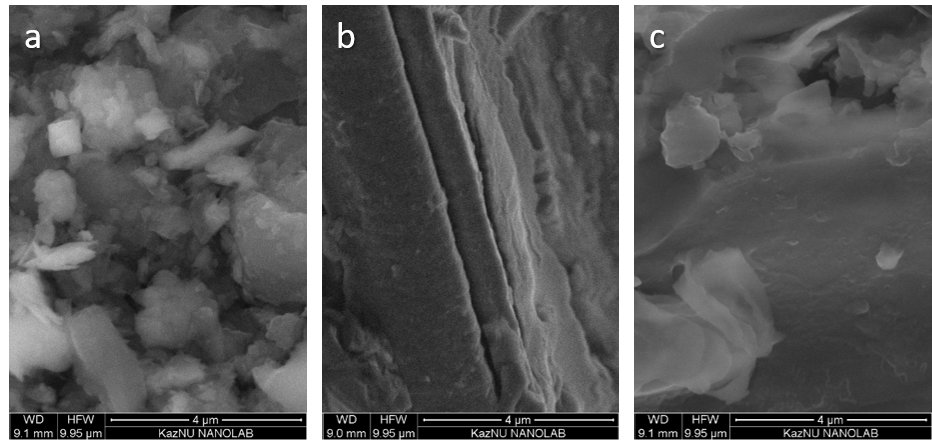 a
WD HFW 4 µm
9.1 mm 9.95 µm KazNU NANOLAB
b
WD HFW 4 µm
9.0 mm 9.95 µm KazNU NANOLAB
c
WD HFW 4 µm
9.1 mm 9.95 µm KazNU NANOLAB